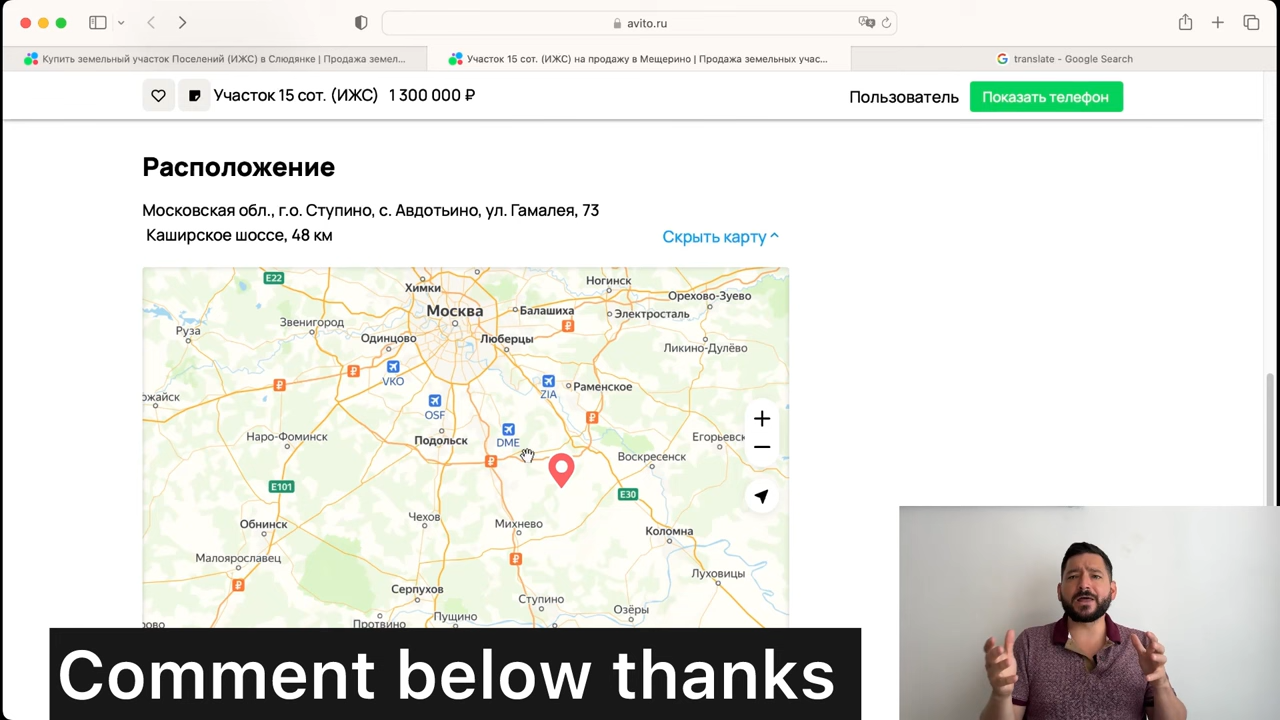 avito.ru
Купить земельный участок Поселений (ИЖС) в Слюдянке | Продажа земел...
Участок 15 сот. (ИЖС) на продажу в Мещерино | Продажа земельных учас...
translate - Google Search
Участок 15 сот. (ИЖС) 1 300 000 ₽
Пользователь
Показать телефон
Расположение
Московская обл., г.о. Ступино, с. Авдотьино, ул. Гамалея, 73
Каширское шоссе, 48 км
Скрыть карту
E22
Химки
Ногинск
Орехово-Зуево
Москва
Балашиха
Электросталь
Руза
Звенигород
Одинцово
Люберцы
Ликино-Дулёво
VKO
ZIA
Раменское
ожайск
OSF
Наро-Фоминск
Подольск
DME
Егорьевск
Воскресенск
E101
E30
Обнинск
Чехов
Михнево
Коломна
Малоярославец
Серпухов
Ступино
Луховицы
Пущино
Озёры
рово
Протвино
Comment below thanks